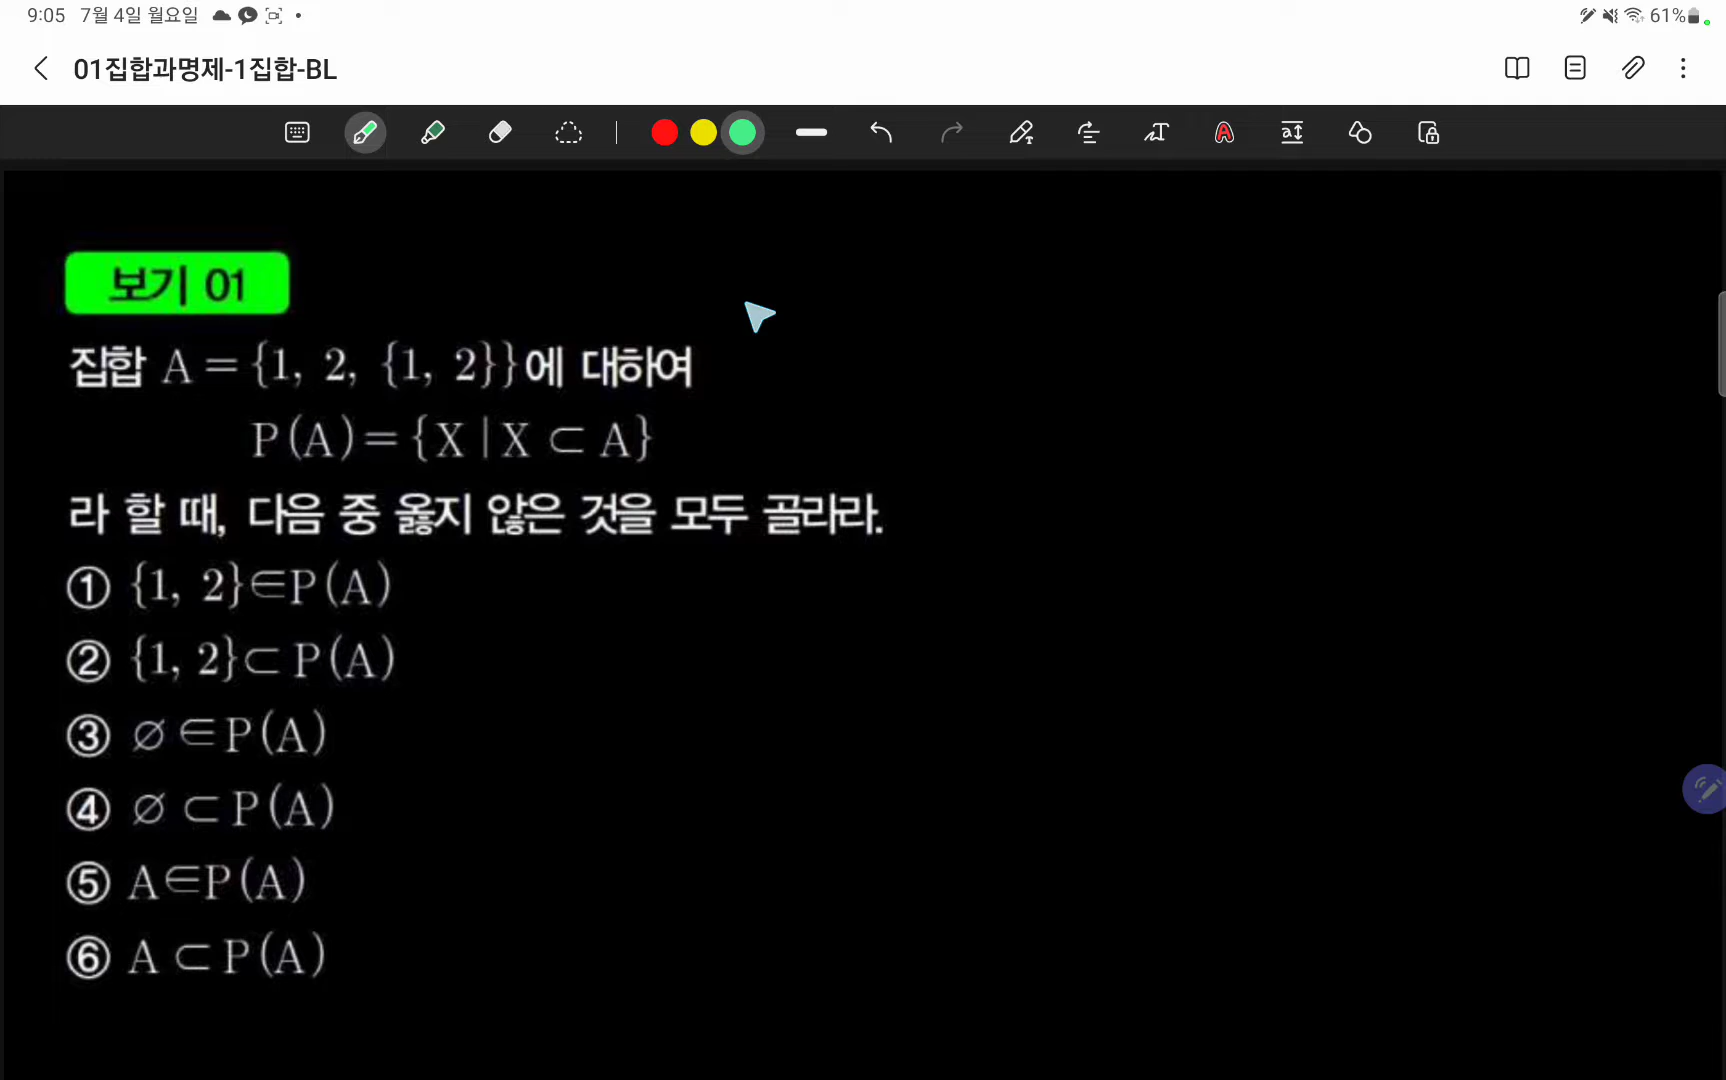 9:05 7월 4일 월요일 61%
01집합과명제-1집합-BL
보기 01
집합 A = {1, 2, {1, 2}}에 대하여
P(A) = {X | X ⊂ A}
라 할 때, 다음 중 옳지 않은 것을 모두 골라라.
① {1, 2}∈P(A)
② {1, 2}⊂P(A)
③ ∅∈P(A)
④ ∅⊂P(A)
⑤ A∈P(A)
⑥ A⊂P(A)